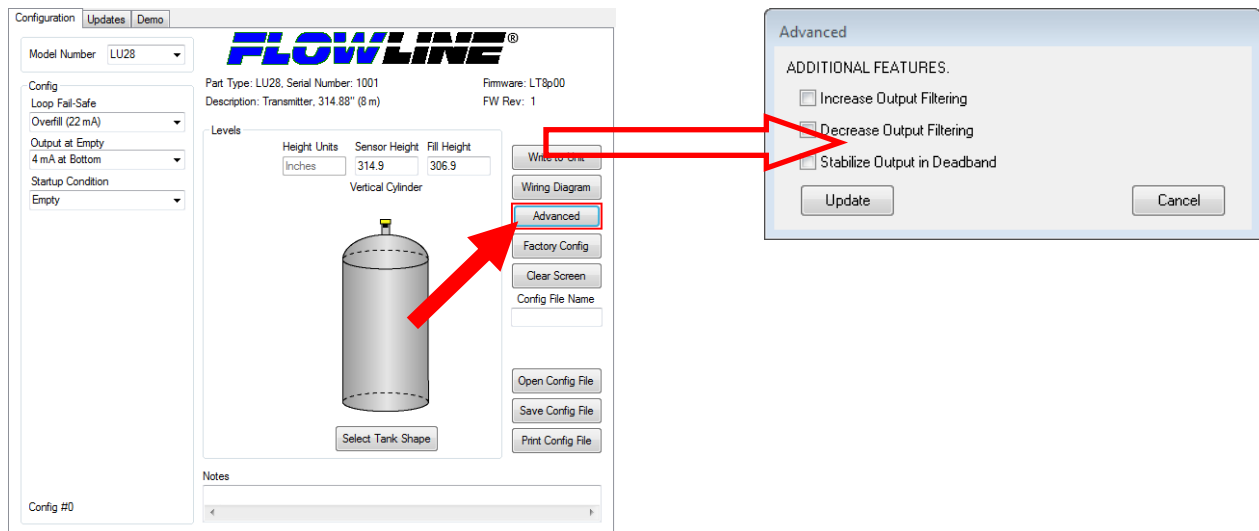 Configuration Updates Demo
Model Number LU28
FLOWLINE®
Config
Loop Fail-Safe
Overfill (22 mA)
Output at Empty
4 mA at Bottom
Startup Condition
Empty
Config #0
Part Type: LU28, Serial Number: 1001 Firmware: LT8p00
Description: Transmitter, 314.88" (8 m) FW Rev: 1
Levels
Height Units Sensor Height Fill Height
Inches 314.9 306.9
Vertical Cylinder
Select Tank Shape
Write to Unit
Wiring Diagram
Advanced
Factory Config
Clear Screen
Config File Name
Open Config File
Save Config File
Print Config File
Notes
Advanced
ADDITIONAL FEATURES.
Increase Output Filtering
Decrease Output Filtering
Stabilize Output in Deadband
Update Cancel